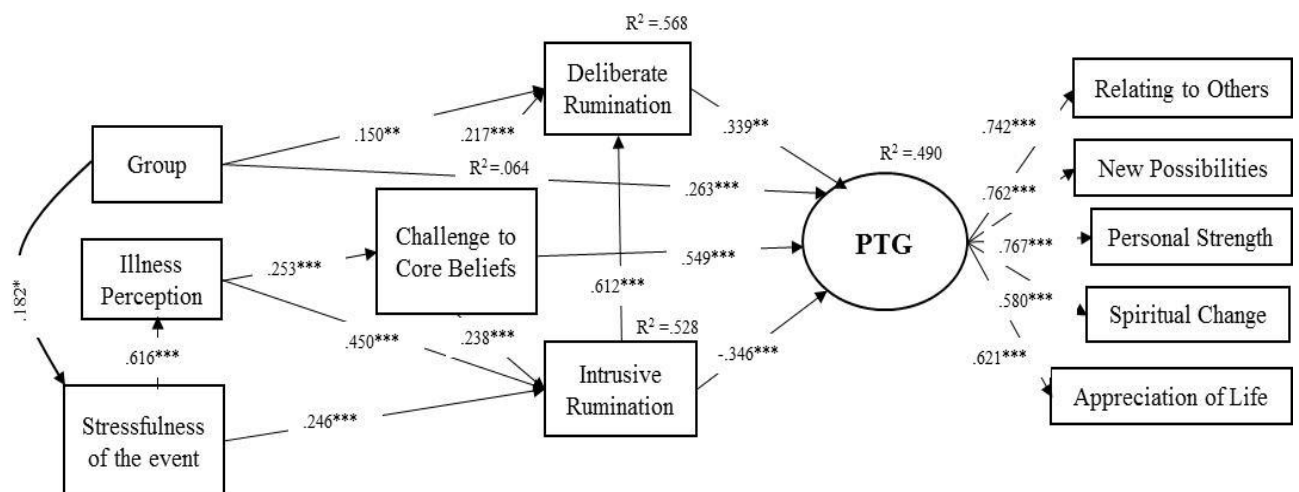 R² =.568
Deliberate
Rumination
Relating to Others
.150**
.217***
.339**
.742***
Group
R² =.064
R² =.490
.263***
.762***
New Possibilities
Challenge to
Core Beliefs
PTG
.767***
Personal Strength
Illness
Perception
.253***
.549***
.182*
.612***
.580***
Spiritual Change
.616***
.450***
.238***
R² =.528
-.346***
.621***
Intrusive
Rumination
Appreciation of Life
Stressfulness
of the event
.246***